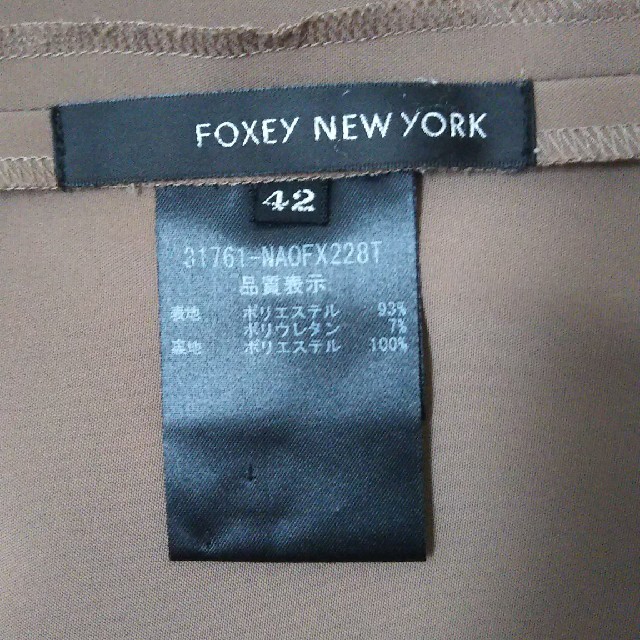 FOXEY NEW YORK
42
31761-NAOFX228T
品質表示
表地 ポリエステル 93%
ポリウレタン 7%
裏地 ポリエステル 100%